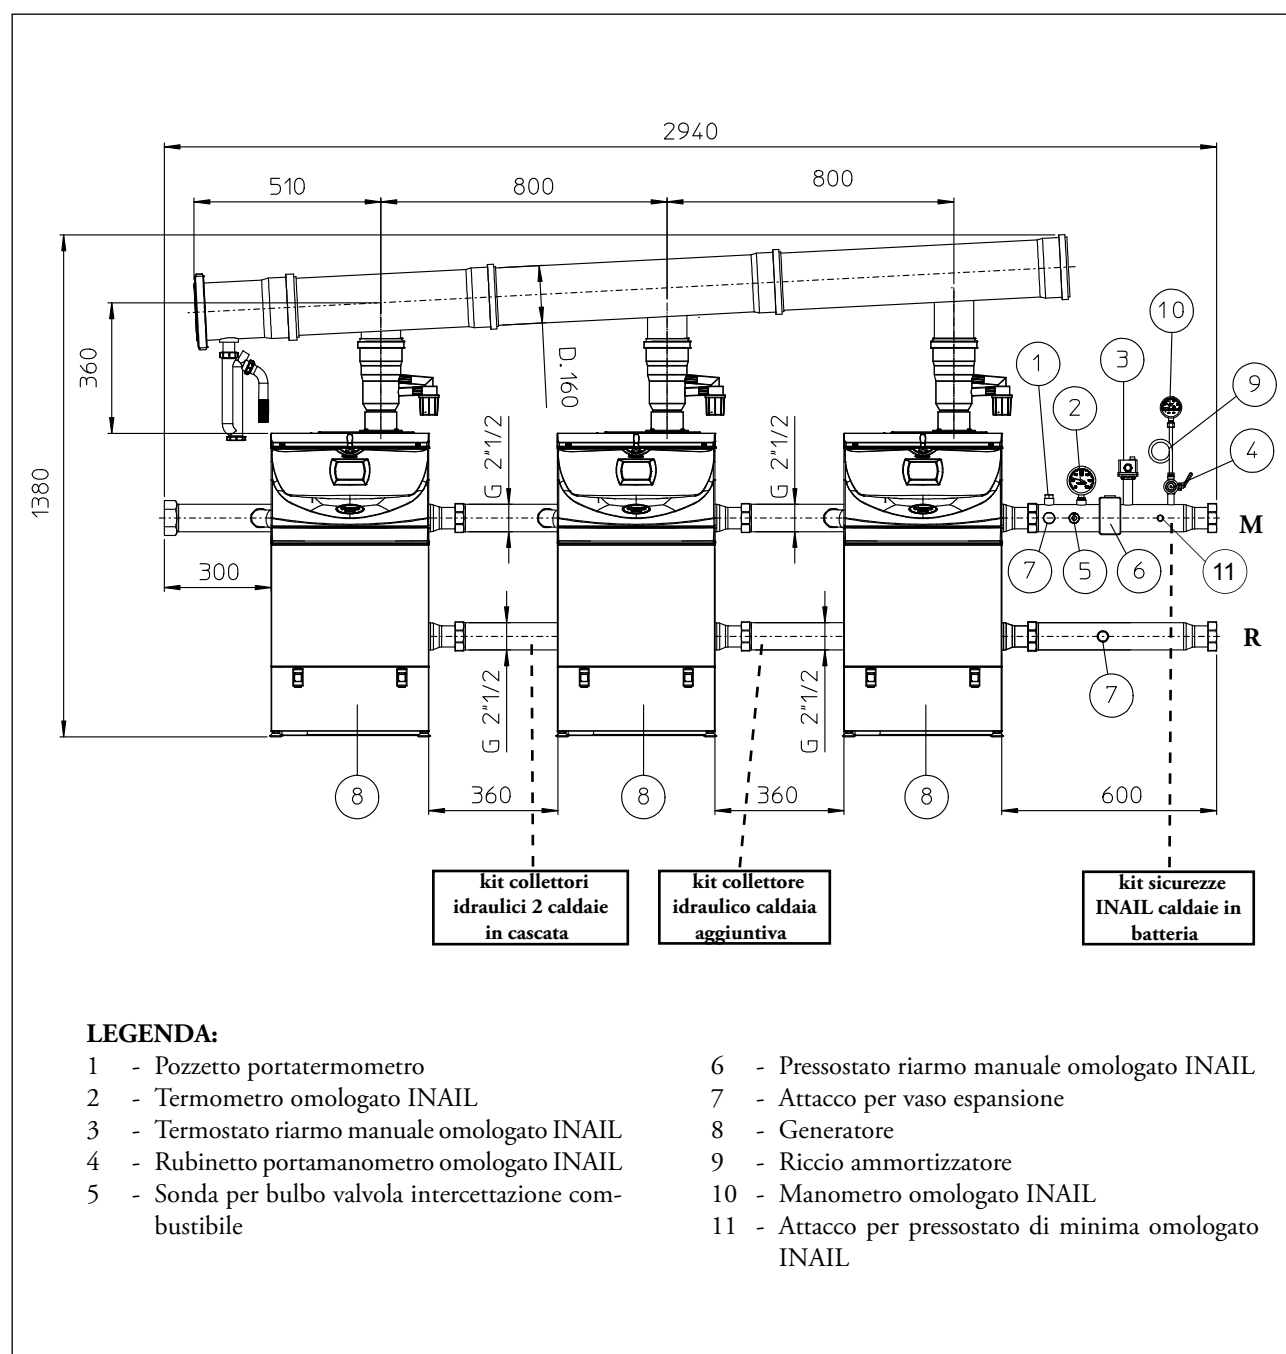 2940
510
800
800
1380
360
D.160
1
2
3
10
9
4
G 2"1/2
G 2"1/2
M
300
7
5
6
11
R
G 2"1/2
G 2"1/2
7
8
360
8
360
8
600
kit collettori
idraulici 2 caldaie
in cascata
kit collettore
idraulico caldaia
aggiuntiva
kit sicurezze
INAIL caldaie in
batteria
LEGENDA:
1 - Pozzetto portatermometro
2 - Termometro omologato INAIL
3 - Termostato riarmo manuale omologato INAIL
4 - Rubinetto portamanometro omologato INAIL
5 - Sonda per bulbo valvola intercettazione com-
bustibile
6 - Pressostato riarmo manuale omologato INAIL
7 - Attacco per vaso espansione
8 - Generatore
9 - Riccio ammortizzatore
10 - Manometro omologato INAIL
11 - Attacco per pressostato di minima omologato
INAIL